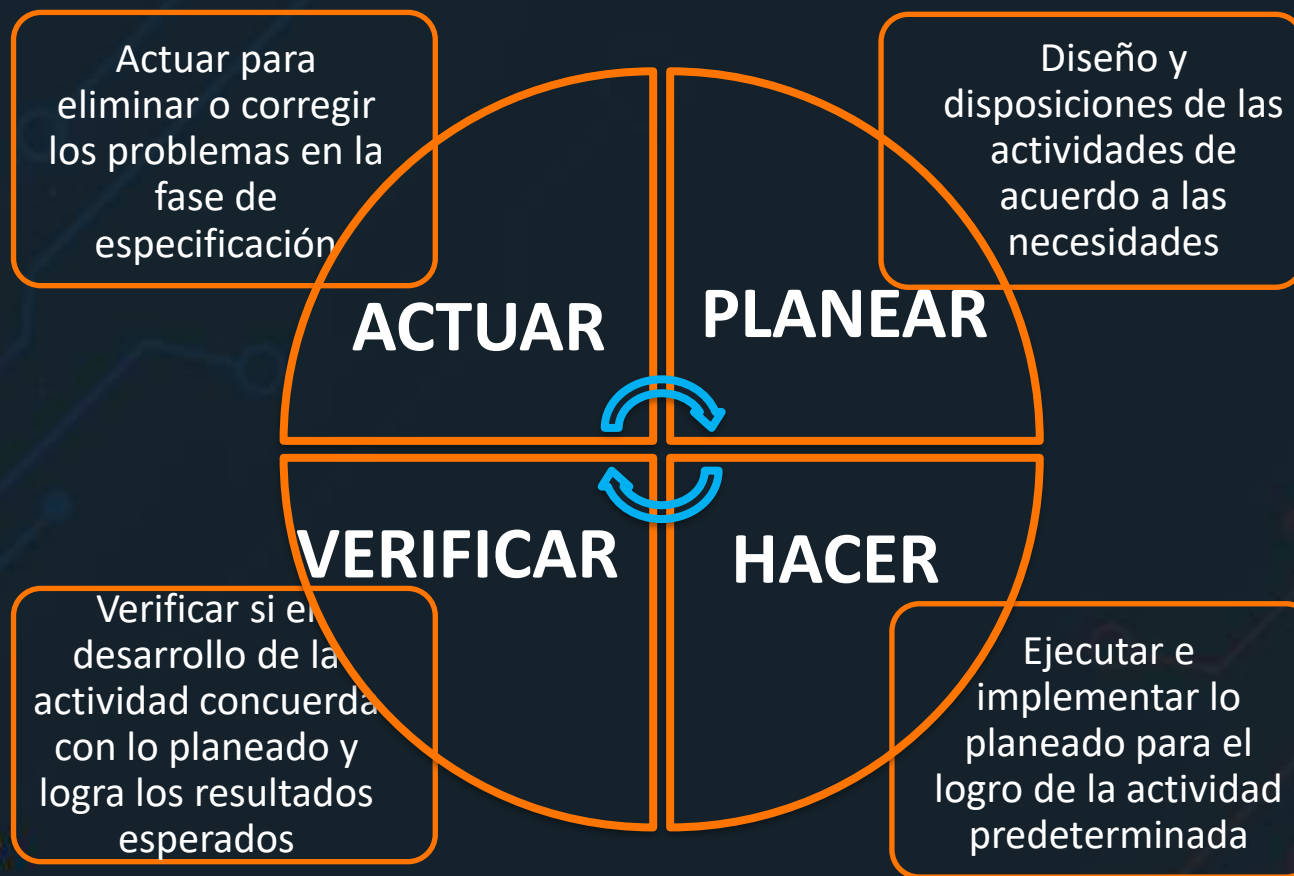 Actuar para
eliminar o corregir
los problemas en la
fase de
especificación
Diseño y
disposiciones de las
actividades de
acuerdo a las
necesidades
ACTUAR
PLANEAR
VERIFICAR
HACER
Verificar si el
desarrollo de la
actividad concuerda
con lo planeado y
logra los resultados
esperados
Ejecutar e
implementar lo
planeado para el
logro de la actividad
predeterminada